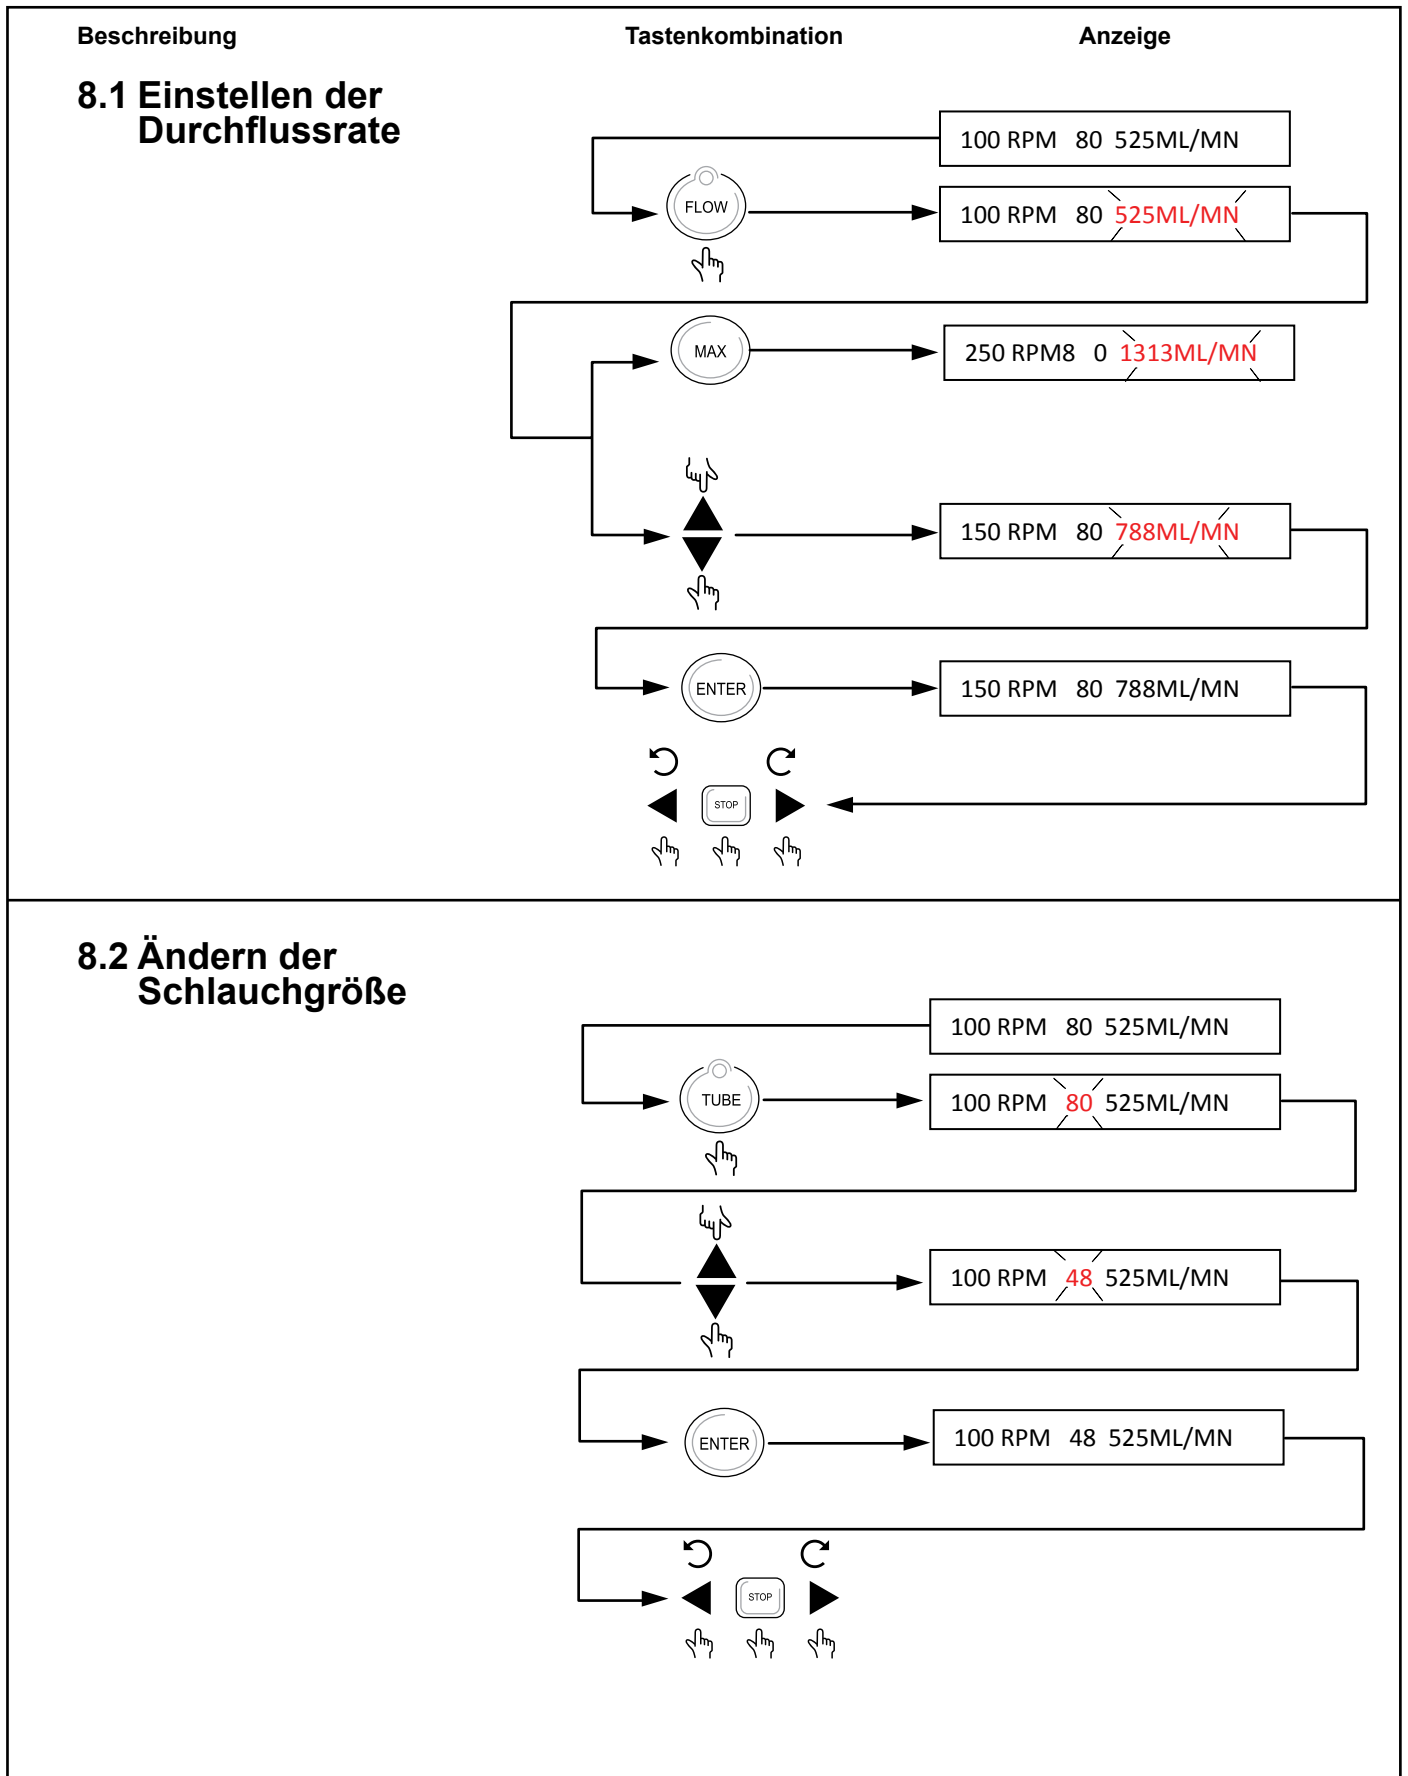 Beschreibung Tastenkombination Anzeige
8.1 Einstellen der
Durchflussrate
100 RPM 80 525ML/MN
FLOW
100 RPM 80 525ML/MN
MAX
250 RPM8 0 1313ML/MN
150 RPM 80 788ML/MN
ENTER
150 RPM 80 788ML/MN
STOP
8.2 Ändern der
Schlauchgröße
100 RPM 80 525ML/MN
TUBE
100 RPM 80 525ML/MN
100 RPM 48 525ML/MN
ENTER
100 RPM 48 525ML/MN
STOP